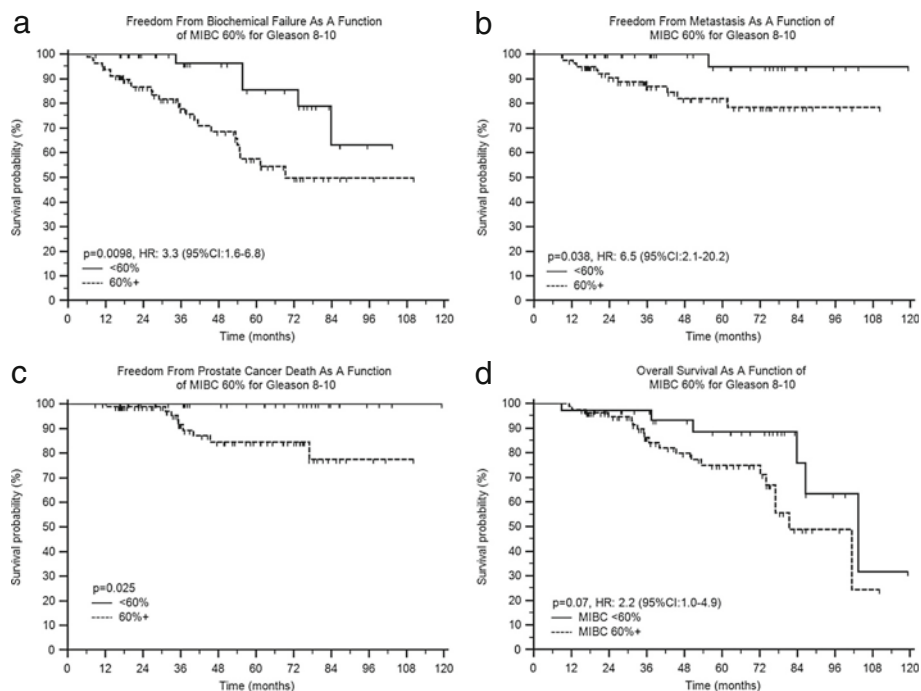 a
Freedom From Biochemical Failure As A Function
of MIBC 60% for Gleason 8-10
Survival probability (%)
100
90
80
70
60
50
40
30
20
10
0
p=0.0098, HR: 3.3 (95%CI:1.6-6.8)
<60%
60%+
0 12 24 36 48 60 72 84 96 108 120
Time (months)
b
Freedom From Metastasis As A Function of
MIBC 60% for Gleason 8-10
Survival probability (%)
100
90
80
70
60
50
40
30
20
10
0
p=0.038, HR: 6.5 (95%CI:2.1-20.2)
<60%
60%+
0 12 24 36 48 60 72 84 96 108 120
Time (months)
c
Freedom From Prostate Cancer Death As A Function
of MIBC 60% for Gleason 8-10
Survival probability (%)
100
90
80
70
60
50
40
30
20
10
0
p=0.025
<60%
60%+
0 12 24 36 48 60 72 84 96 108 120
Time (months)
d
Overall Survival As A Function of
MIBC 60% for Gleason 8-10
Survival probability (%)
100
90
80
70
60
50
40
30
20
10
0
p=0.07, HR: 2.2 (95%CI:1.0-4.9)
MIBC <60%
MIBC 60%+
0 12 24 36 48 60 72 84 96 108 120
Time (months)